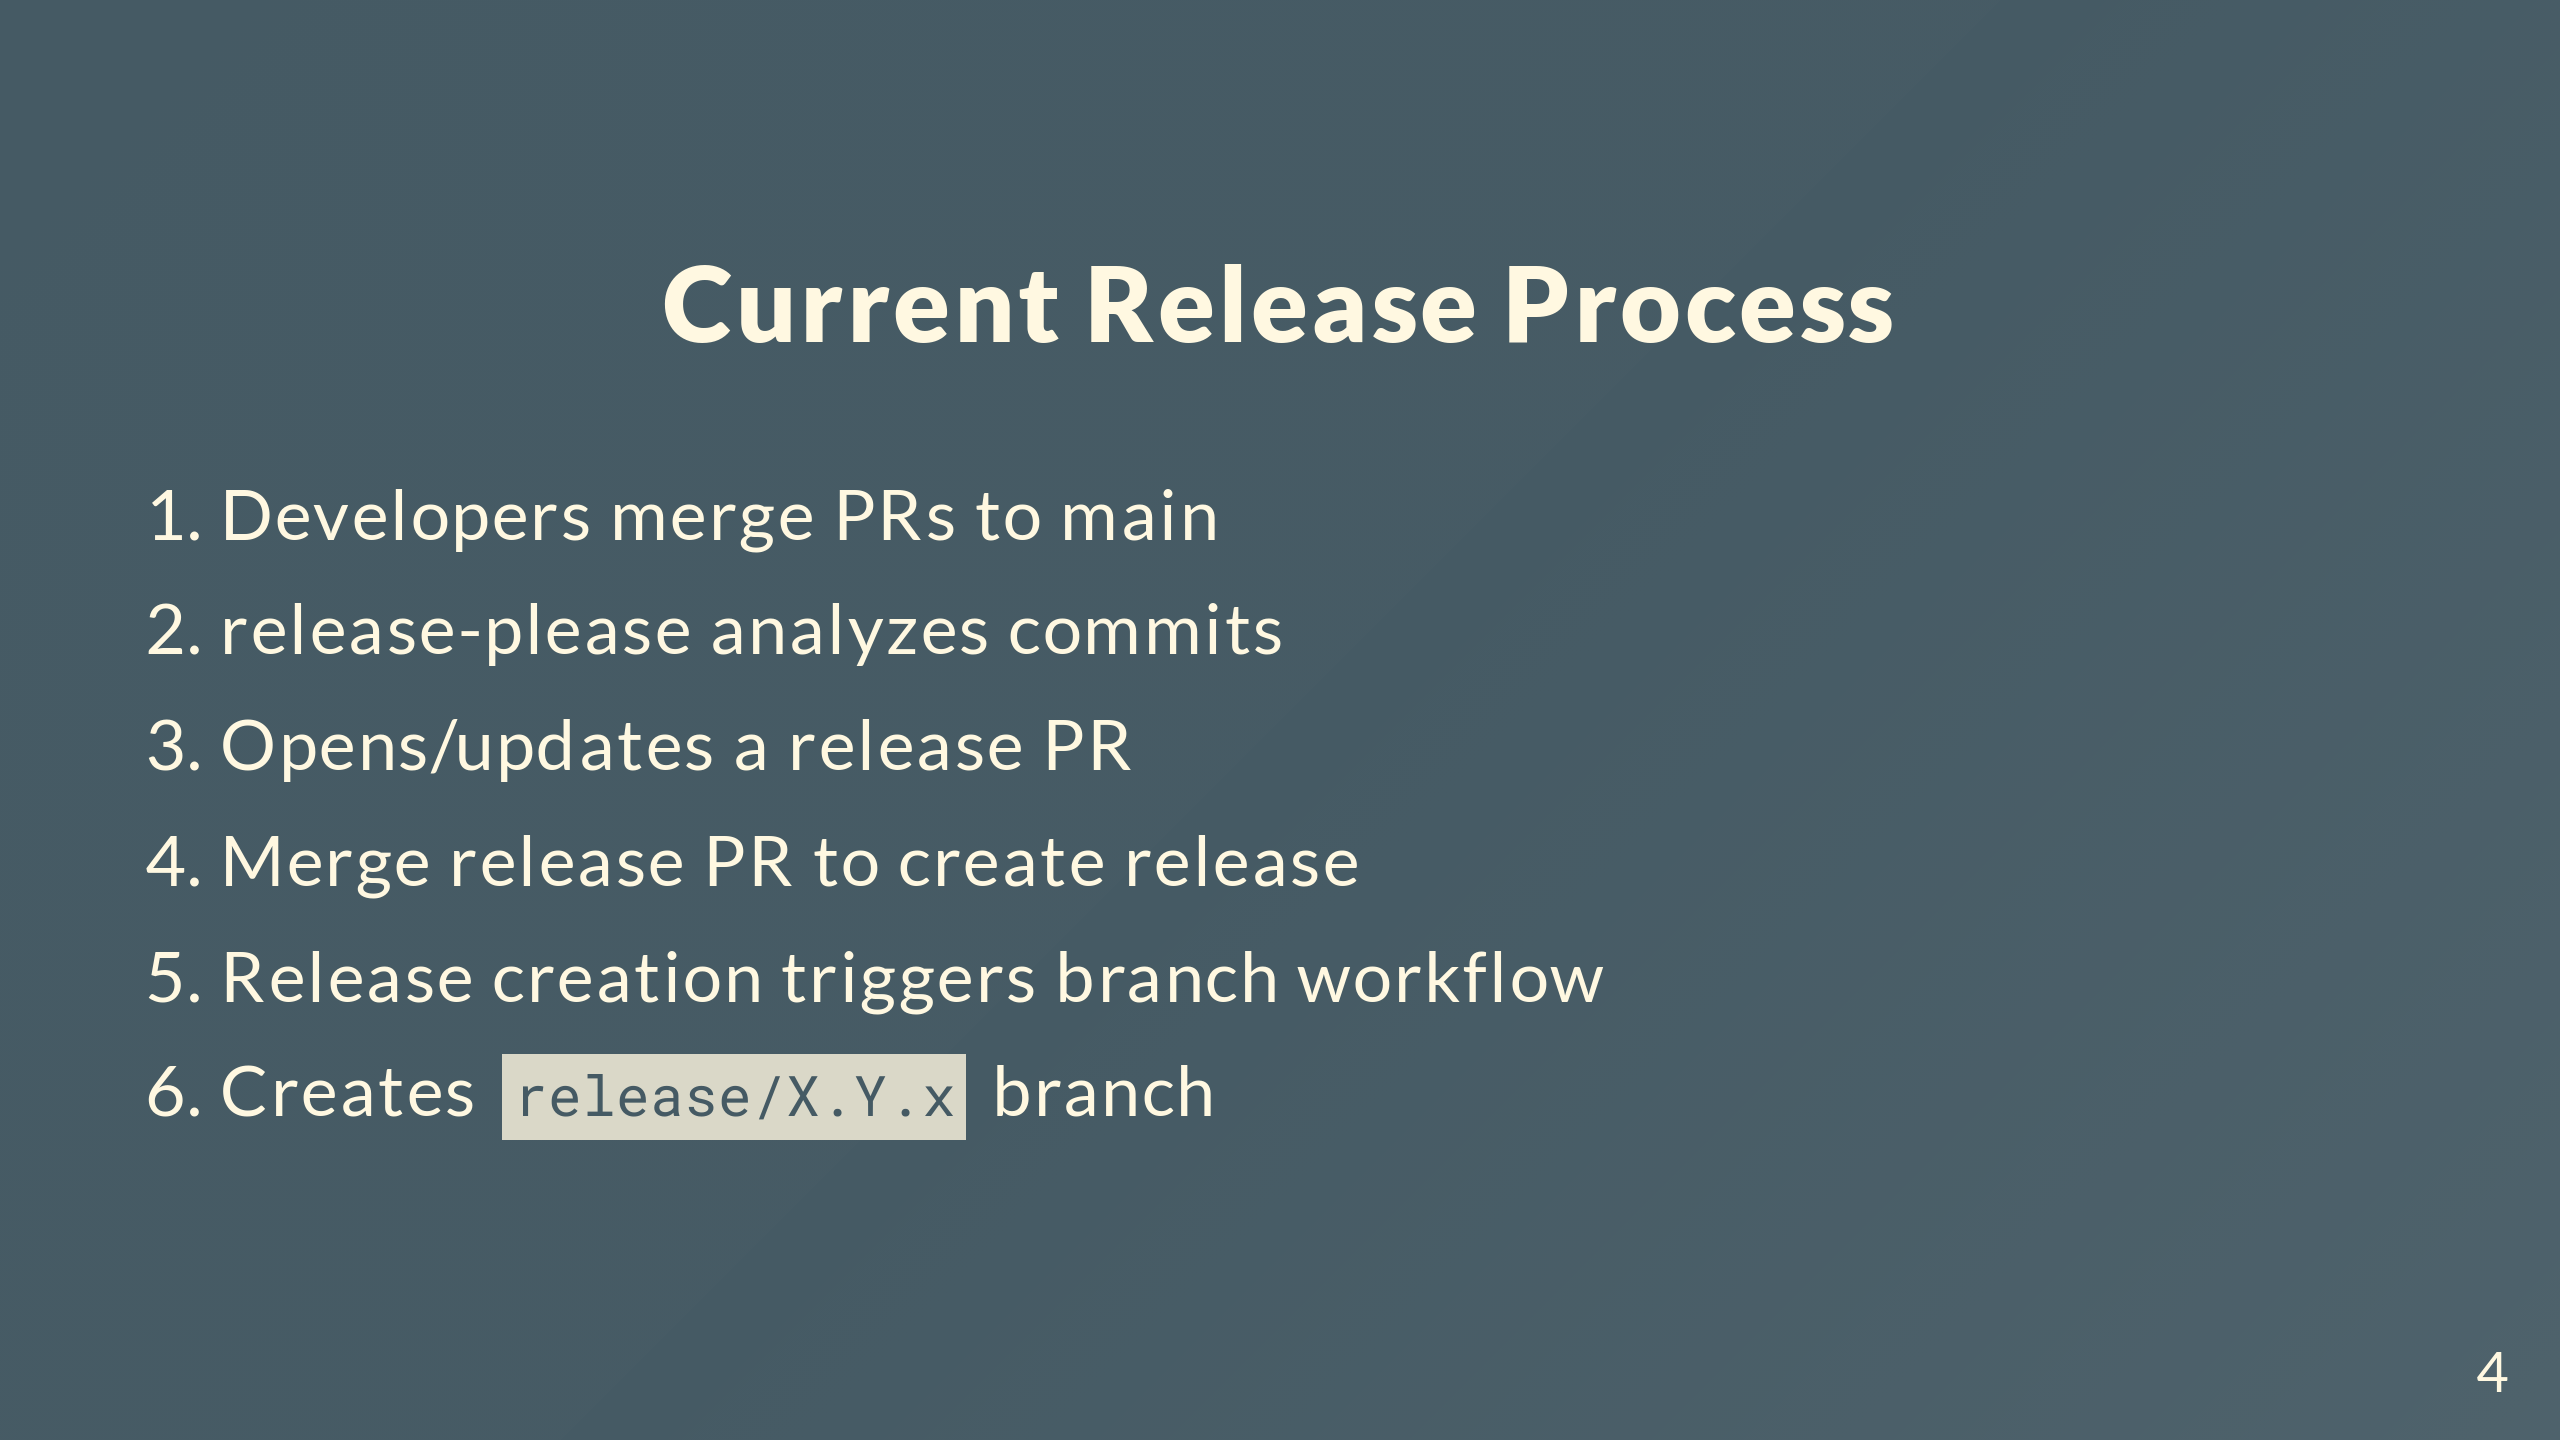 Current Release Process
1. Developers merge PRs to main
2. release-please analyzes commits
3. Opens/updates a release PR
4. Merge release PR to create release
5. Release creation triggers branch workflow
6. Creates release/X.Y.x branch
4